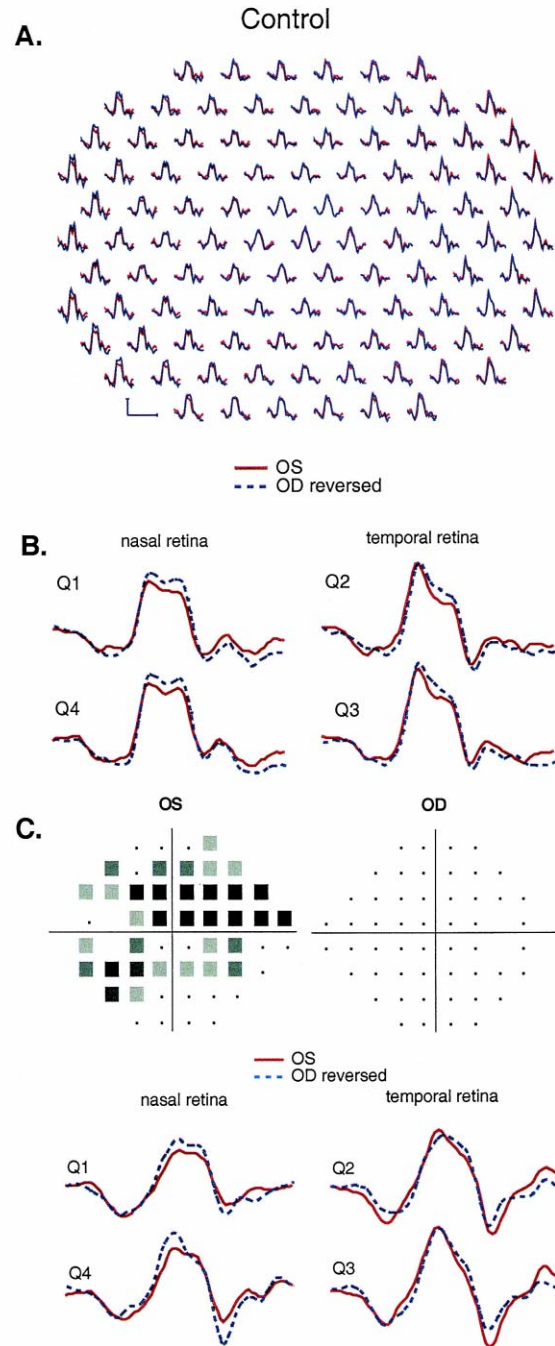 Control
A.
OS
OD reversed
B.
nasal retina
temporal retina
Q1
Q2
Q4
Q3
C.
OS
OD
OS
OD reversed
nasal retina
temporal retina
Q1
Q2
Q4
Q3